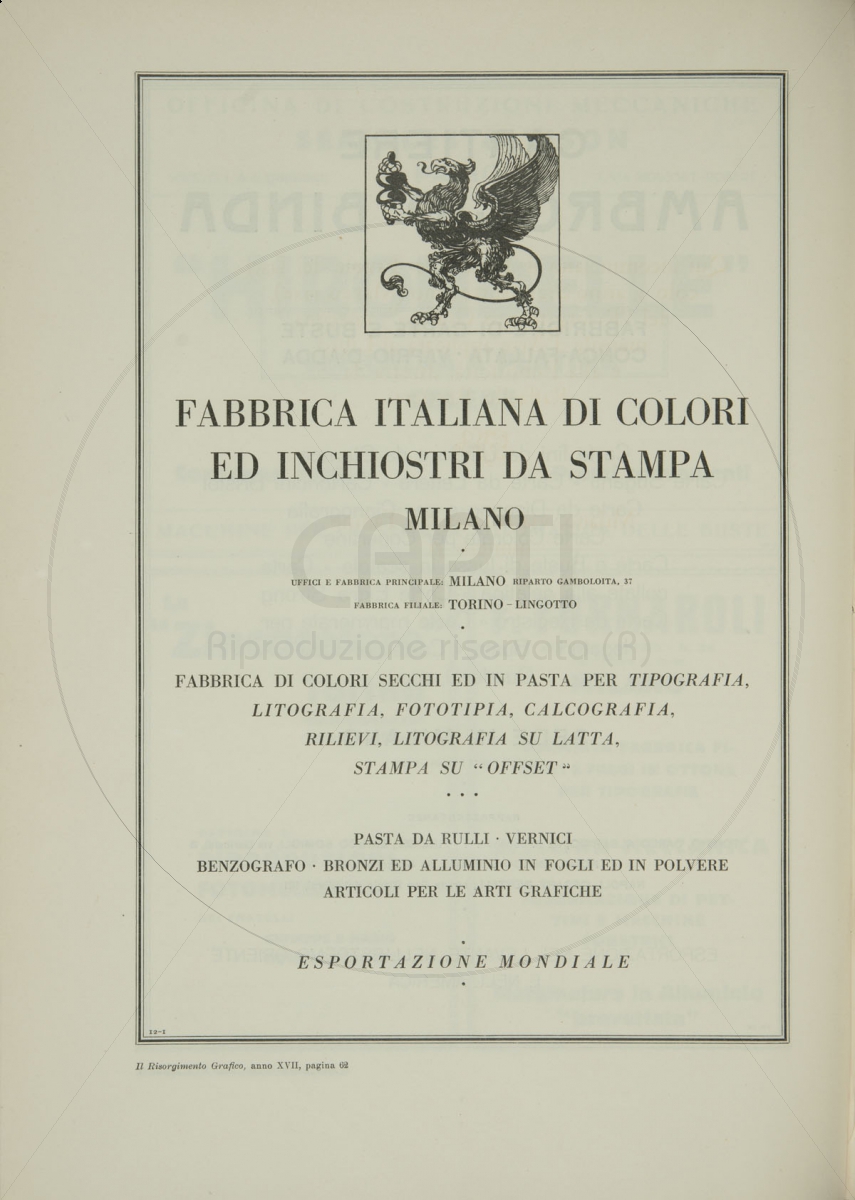 FABBRICA ITALIANA DI COLORI
ED INCHIOSTRI DA STAMPA
MILANO
UFFICI E FABBRICA PRINCIPALE: MILANO RIPARTO GAMBOLOITA, 37
FABBRICA FILIALE: TORINO - LINGOTTO
CAPTI
Riproduzione riservata (R)
FABBRICA DI COLORI SECCHI ED IN PASTA PER TIPOGRAFIA,
LITOGRAFIA, FOTOTIPIA, CALCOGRAFIA,
RILIEVI, LITOGRAFIA SU LATTA,
STAMPA SU “OFFSET”
PASTA DA RULLI · VERNICI
BENZOGRAFO · BRONZI ED ALLUMINIO IN FOGLI ED IN POLVERE
ARTICOLI PER LE ARTI GRAFICHE
ESPORTAZIONE MONDIALE
12-1
Il Risorgimento Grafico, anno XVII, pagina 62